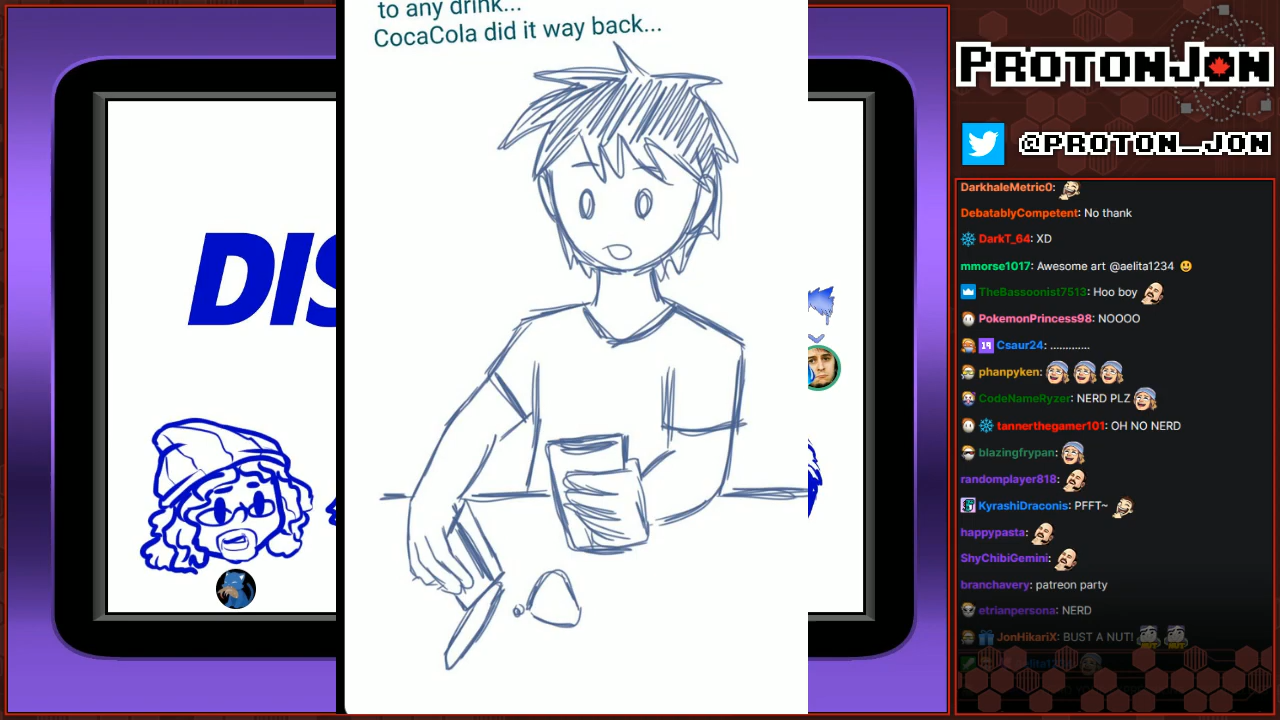 to any drink...
CocaCola did it way back...
DIS
PROTONJON
@PROTON_JON
DarkhaleMetric0:
DebatablyCompetent: No thank
DarkT_64: XD
mmorse1017: Awesome art @aelita1234
TheBassoonist7513: Hoo boy
PokemonPrincess98: NOOOO
19 Csaur24: .............
phanpyken:
CodeNameRyzer: NERD PLZ
tannerthegamer101: OH NO NERD
blazingfrypan:
randomplayer818:
KyrashiDraconis: PFFT~
happypasta:
ShyChibiGemini:
branchavery: patreon party
etrianpersona: NERD
JonHikariX: BUST A NUT!